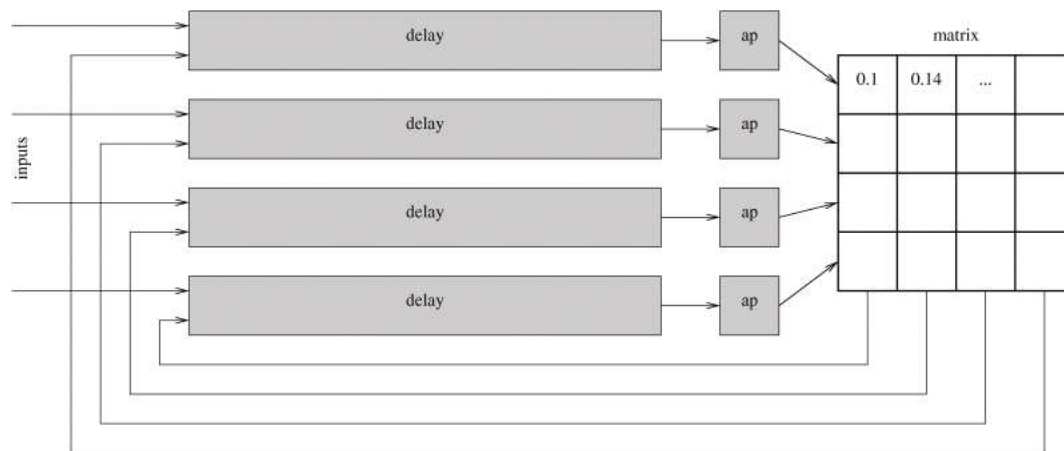 delay
ap
matrix
0.1
0.14
...
delay
ap
inputs
delay
ap
delay
ap